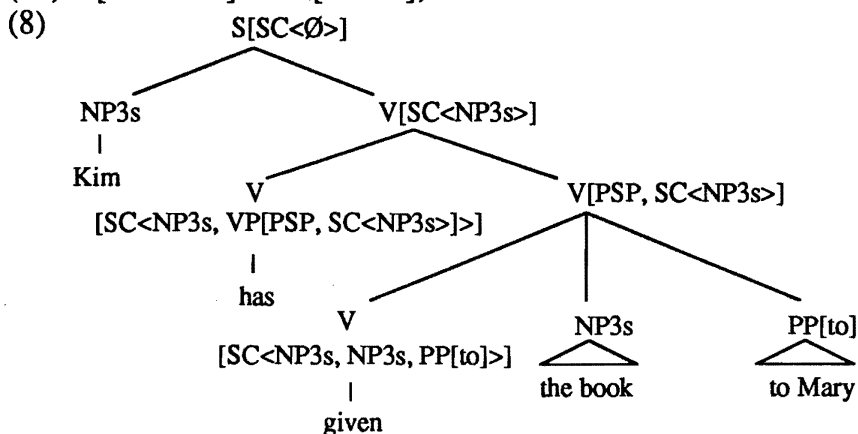 (8) S[SC<Ø>]
NP3s V[SC<NP3s>]
Kim
V V[PSP, SC<NP3s>]
[SC<NP3s, VP[PSP, SC<NP3s>]>]
has
V NP3s PP[to]
[SC<NP3s, NP3s, PP[to]>]
the book to Mary
given